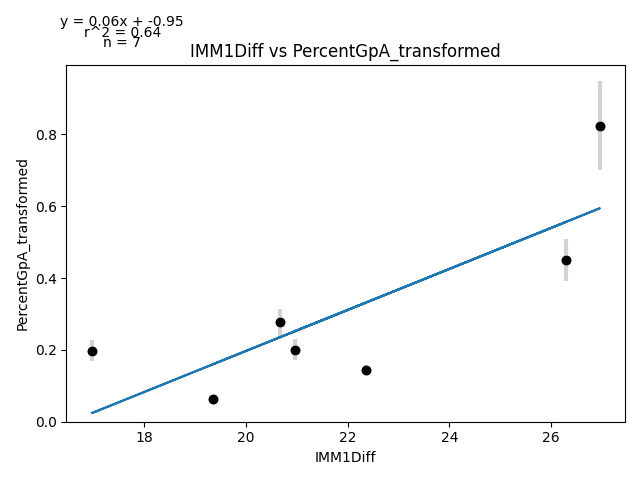 y = 0.06x + -0.95
r^2 = 0.64
n = 7
IMM1Diff vs PercentGpA_transformed
PercentGpA_transformed
0.8
0.6
0.4
0.2
0.0
18
20
22
24
26
IMM1Diff